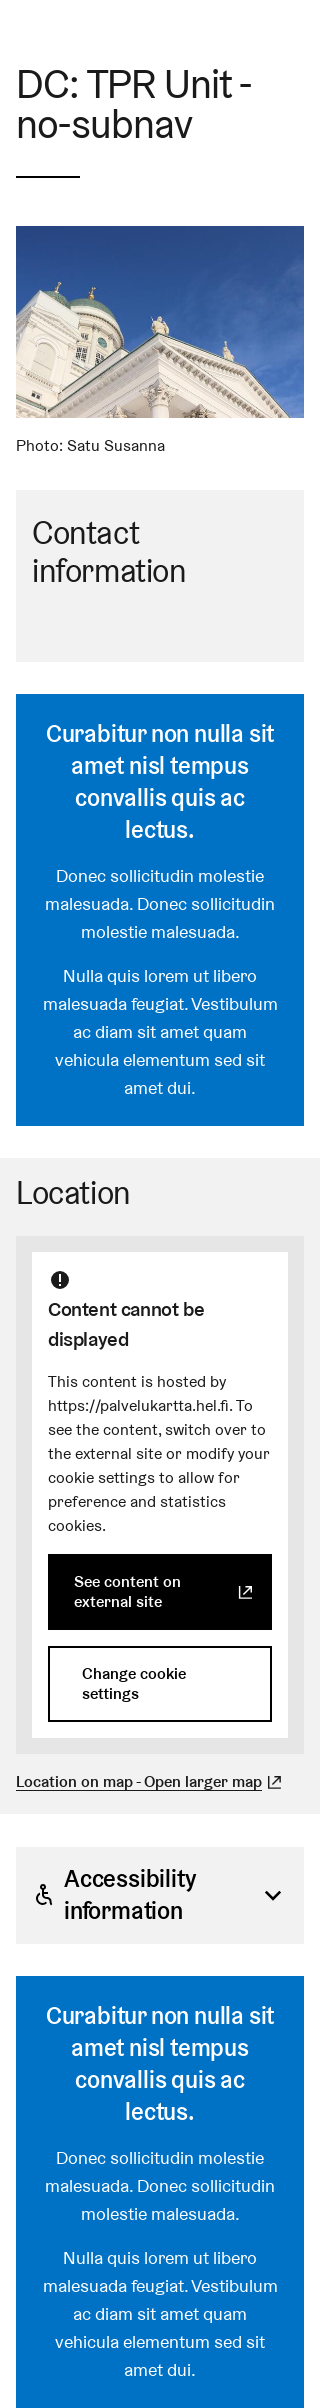 DC: TPR Unit -
no-subnav
Photo: Satu Susanna
Contact
information
Curabitur non nulla sit
amet nisl tempus
convallis quis ac
lectus.
Donec sollicitudin molestie
malesuada. Donec sollicitudin
molestie malesuada.
Nulla quis lorem ut libero
malesuada feugiat. Vestibulum
ac diam sit amet quam
vehicula elementum sed sit
amet dui.
Location
Content cannot be
displayed
This content is hosted by
https://palvelukartta.hel.fi. To
see the content, switch over to
the external site or modify your
cookie settings to allow for
preference and statistics
cookies.
See content on
external site
Change cookie
settings
Location on map - Open larger map
Accessibility
information
Curabitur non nulla sit
amet nisl tempus
convallis quis ac
lectus.
Donec sollicitudin molestie
malesuada. Donec sollicitudin
molestie malesuada.
Nulla quis lorem ut libero
malesuada feugiat. Vestibulum
ac diam sit amet quam
vehicula elementum sed sit
amet dui.